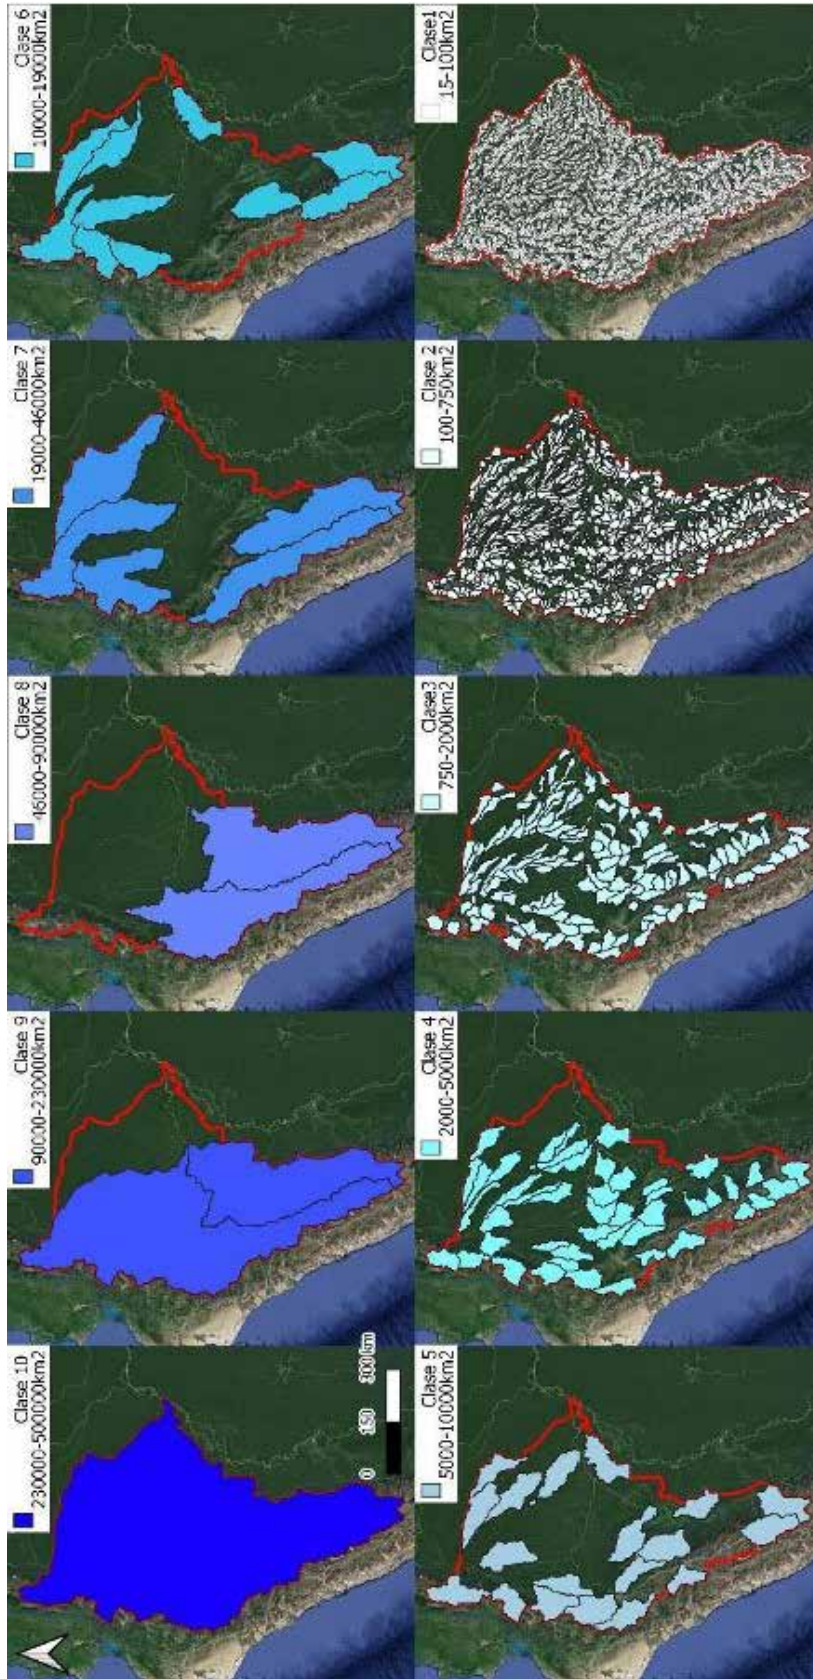 Clase 10
230000-500000km2
0 150 300 km
Clase 9
90000-230000km2
Clase 8
46000-90000km2
Clase 7
19000-46000km2
Clase 6
10000-19000km2
Clase 5
5000-10000km2
Clase 4
2000-5000km2
Clase3
750-2000km2
Clase 2
100-750km2
Clase1
15-100km2